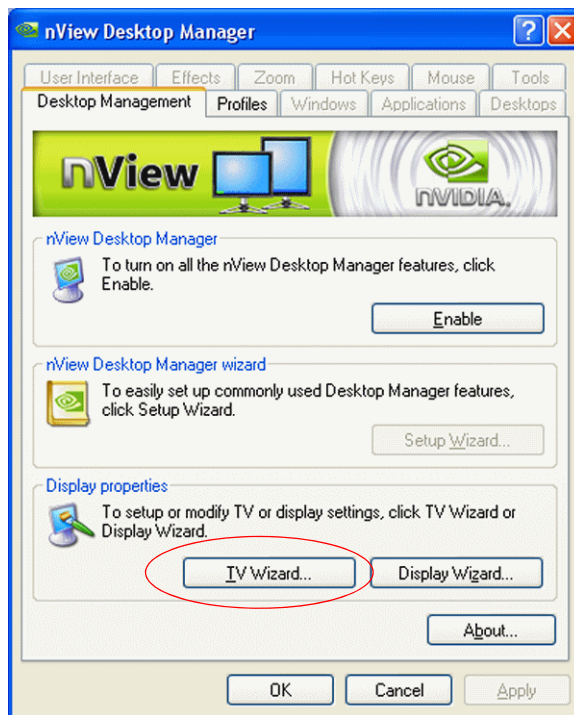 nView Desktop Manager
User Interface Effects Zoom Hot Keys Mouse Tools
Desktop Management Profiles Windows Applications Desktops
nView nVIDIA.
nView Desktop Manager
To turn on all the nView Desktop Manager features, click
Enable.
Enable
nView Desktop Manager wizard
To easily set up commonly used Desktop Manager features,
click Setup Wizard.
Setup Wizard...
Display properties
To setup or modify TV or display settings, click TV Wizard or
Display Wizard.
TV Wizard... Display Wizard...
About...
OK Cancel Apply